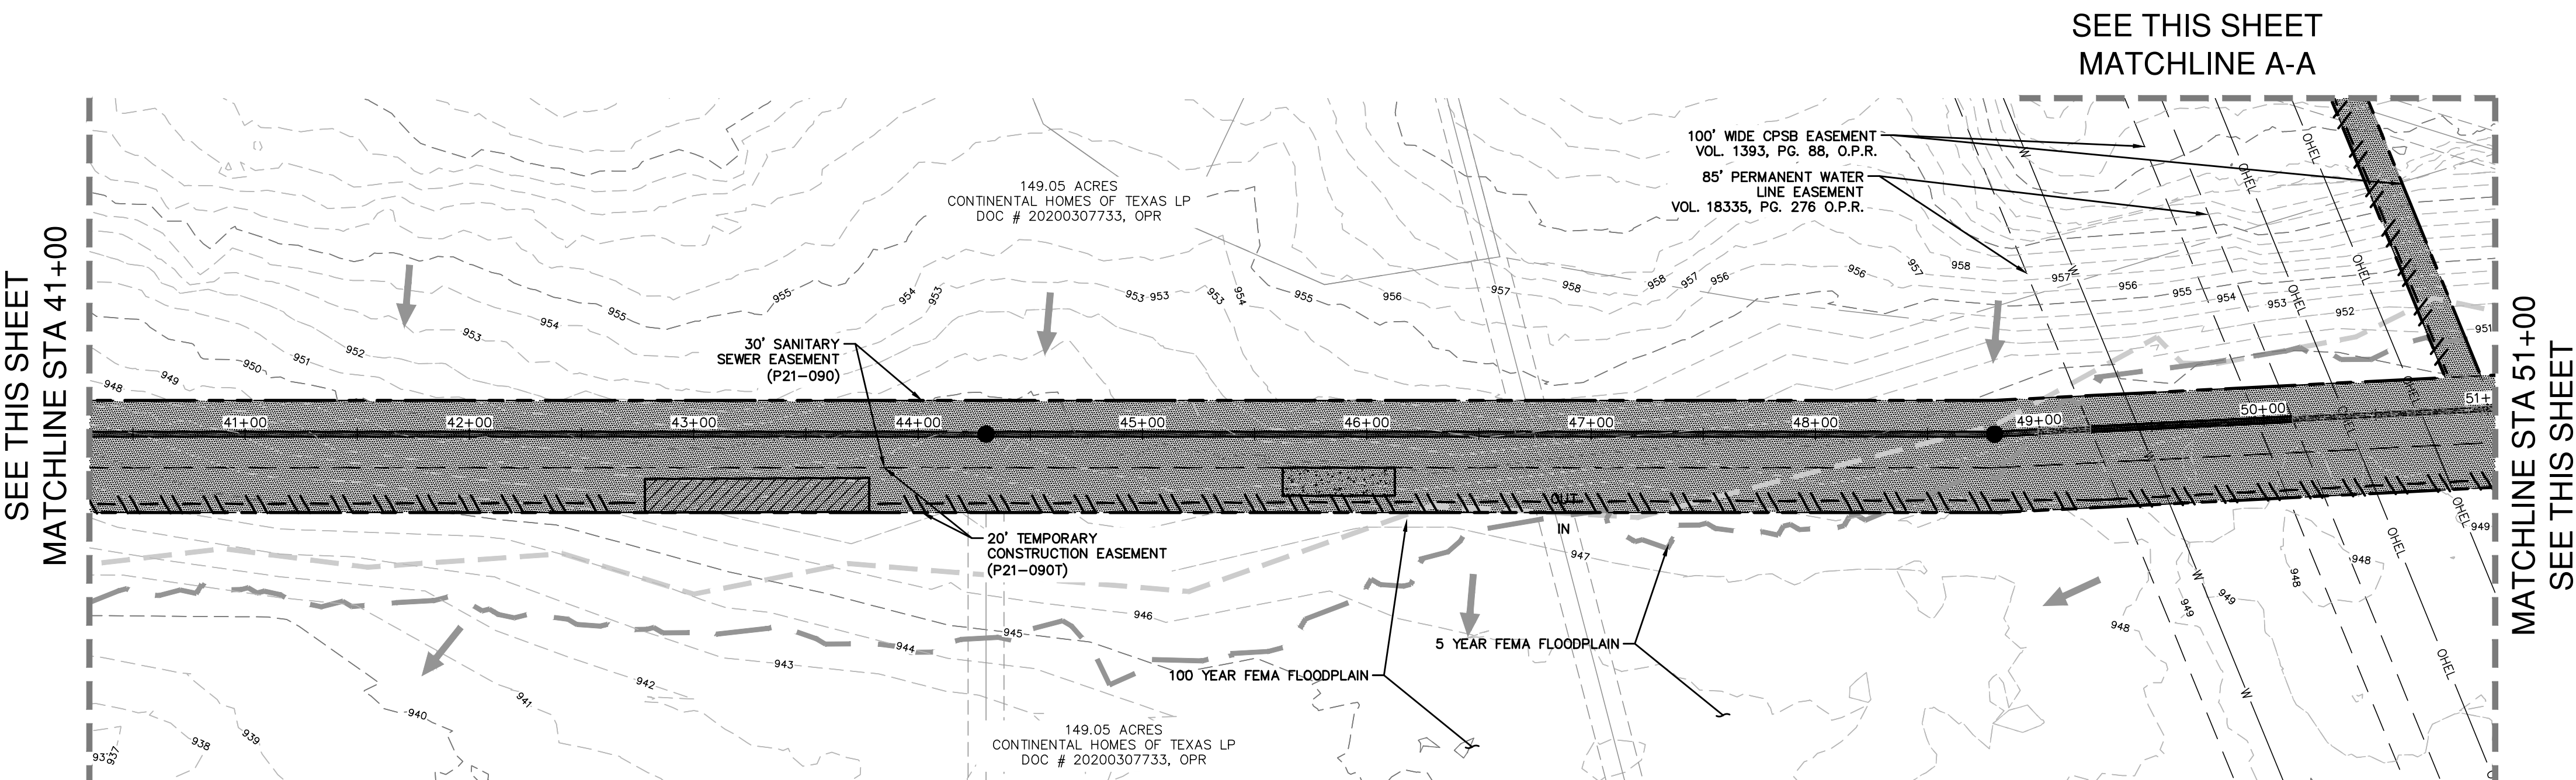 SEE THIS SHEET
MATCHLINE A-A
100' WIDE CPSB EASEMENT
VOL. 1393, PG. 88, O.P.R.
85' PERMANENT WATER
LINE EASEMENT
VOL. 18335, PG. 276 O.P.R.
149.05 ACRES
CONTINENTAL HOMES OF TEXAS LP
DOC # 20200307733, OPR
SEE THIS SHEET
MATCHLINE STA 41+00
MATCHLINE STA 51+00
SEE THIS SHEET
W
OHEL
OHEL
W
OHEL
OHEL
948
949
950
951
952
953
954
955
955
954
953
953
953
953
954
955
956
957
958
958
957
956
956
957
958
957
956
955
954
953
952
951
30' SANITARY
SEWER EASEMENT
(P21-090)
41+00
42+00
43+00
44+00
45+00
46+00
47+00
48+00
49+00
50+00
51+
OHEL
OHEL
W
OUT
IN
20' TEMPORARY
CONSTRUCTION EASEMENT
(P21-090T)
947
OHEL
949
OHEL
948
948
W
949
949
948
946
945
944
943
942
941
940
939
938
937
937
5 YEAR FEMA FLOODPLAIN
100 YEAR FEMA FLOODPLAIN
OHEL
W
149.05 ACRES
CONTINENTAL HOMES OF TEXAS LP
DOC # 20200307733, OPR